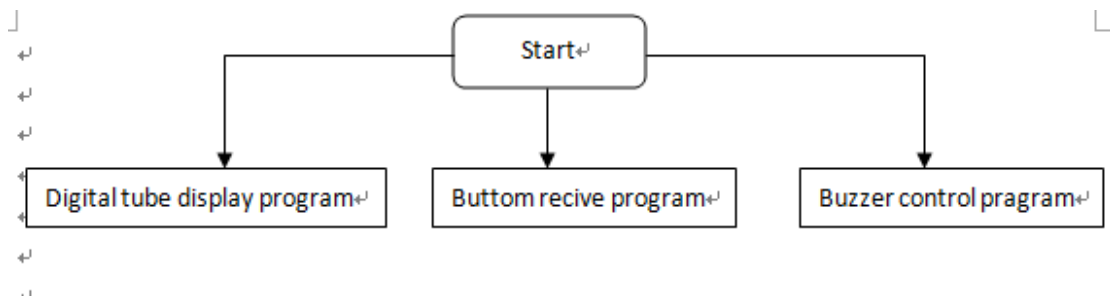 Start
Digital tube display program
Buttom recive program
Buzzer control pragram